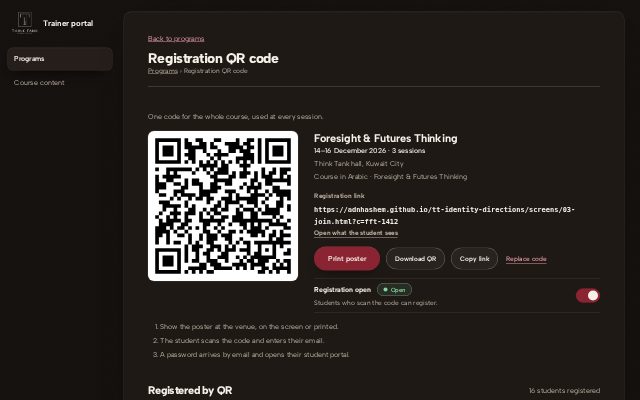 THINK TANK
Trainer portal
Programs
Course content
Back to programs
Registration QR code
Programs › Registration QR code
One code for the whole course, used at every session.
Foresight & Futures Thinking
14–16 December 2026 · 3 sessions
Think Tank hall, Kuwait City
Course in Arabic · Foresight & Futures Thinking
Registration link
https://adnhashem.github.io/tt-identity-directions/screens/03-
join.html?c=fft-1412
Open what the student sees
Print poster
Download QR
Copy link
Replace code
Registration open
Open
Students who scan the code can register.
1. Show the poster at the venue, on the screen or printed.
2. The student scans the code and enters their email.
3. A password arrives by email and opens their student portal.
Registered by QR
16 students registered